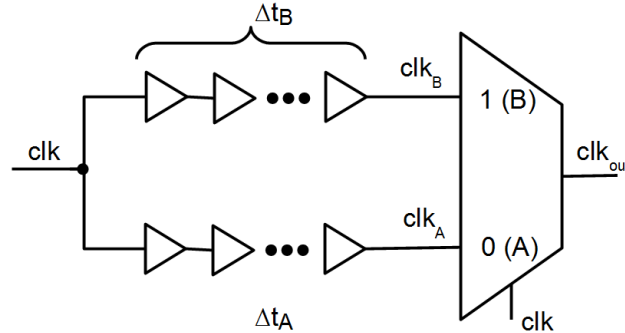 ΔtB
clkB
1 (B)
clk
clkou
clkA
0 (A)
ΔtA
clk